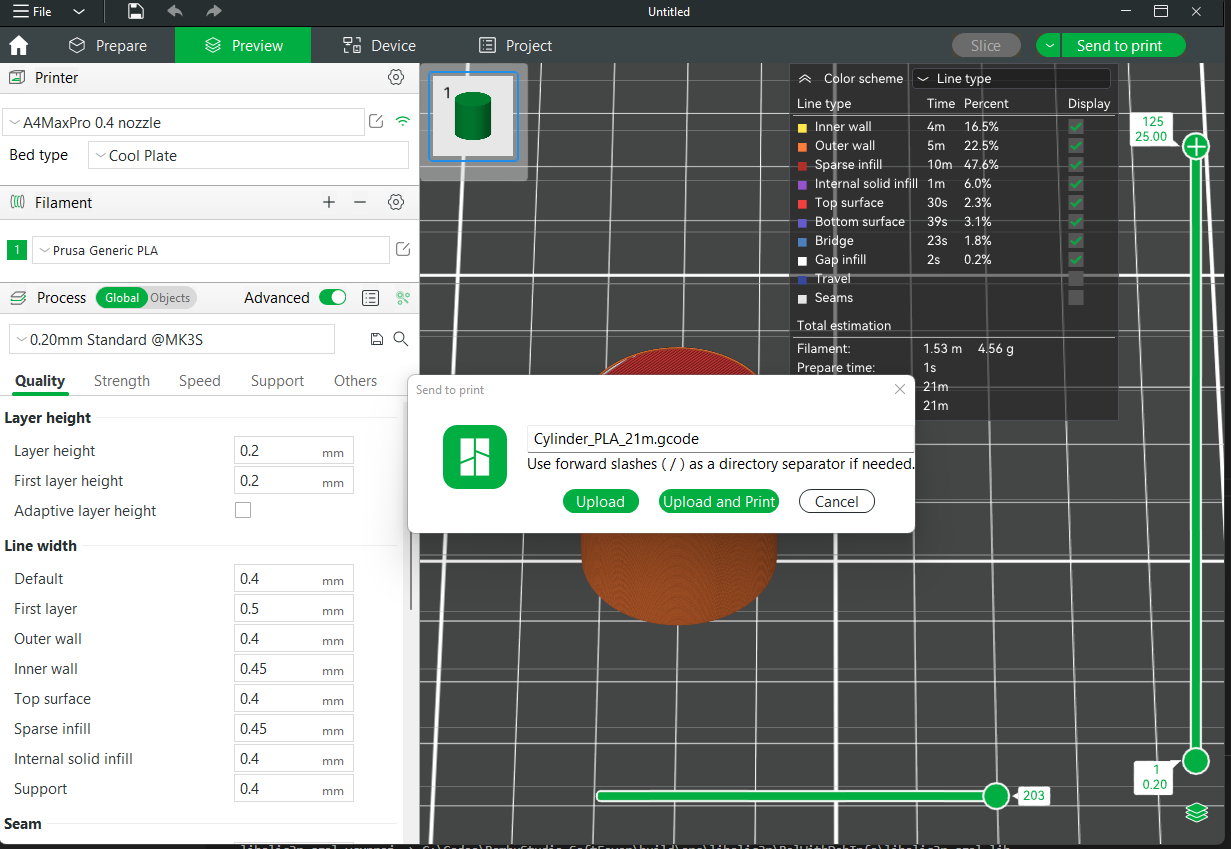 File
Untitled
Prepare
Preview
Device
Project
Slice
Send to print
Printer
A4MaxPro 0.4 nozzle
Bed type
Cool Plate
Filament
1
Prusa Generic PLA
Process
Global
Objects
Advanced
0.20mm Standard @MK3S
Quality
Strength
Speed
Support
Others
Layer height
Layer height 0.2 mm
First layer height 0.2 mm
Adaptive layer height
Line width
Default 0.4 mm
First layer 0.5 mm
Outer wall 0.4 mm
Inner wall 0.45 mm
Top surface 0.4 mm
Sparse infill 0.45 mm
Internal solid infill 0.4 mm
Support 0.4 mm
Seam
1
Color scheme Line type
Line type Time Percent Display
Inner wall 4m 16.5%
Outer wall 5m 22.5%
Sparse infill 10m 47.6%
Internal solid infill 1m 6.0%
Top surface 30s 2.3%
Bottom surface 39s 3.1%
Bridge 23s 1.8%
Gap infill 2s 0.2%
Travel
Seams
Total estimation
Filament: 1.53 m 4.56 g
Prepare time: 1s
21m
21m
125
25.00
Send to print
Cylinder_PLA_21m.gcode
Use forward slashes ( / ) as a directory separator if needed.
Upload
Upload and Print
Cancel
1
0.20
203